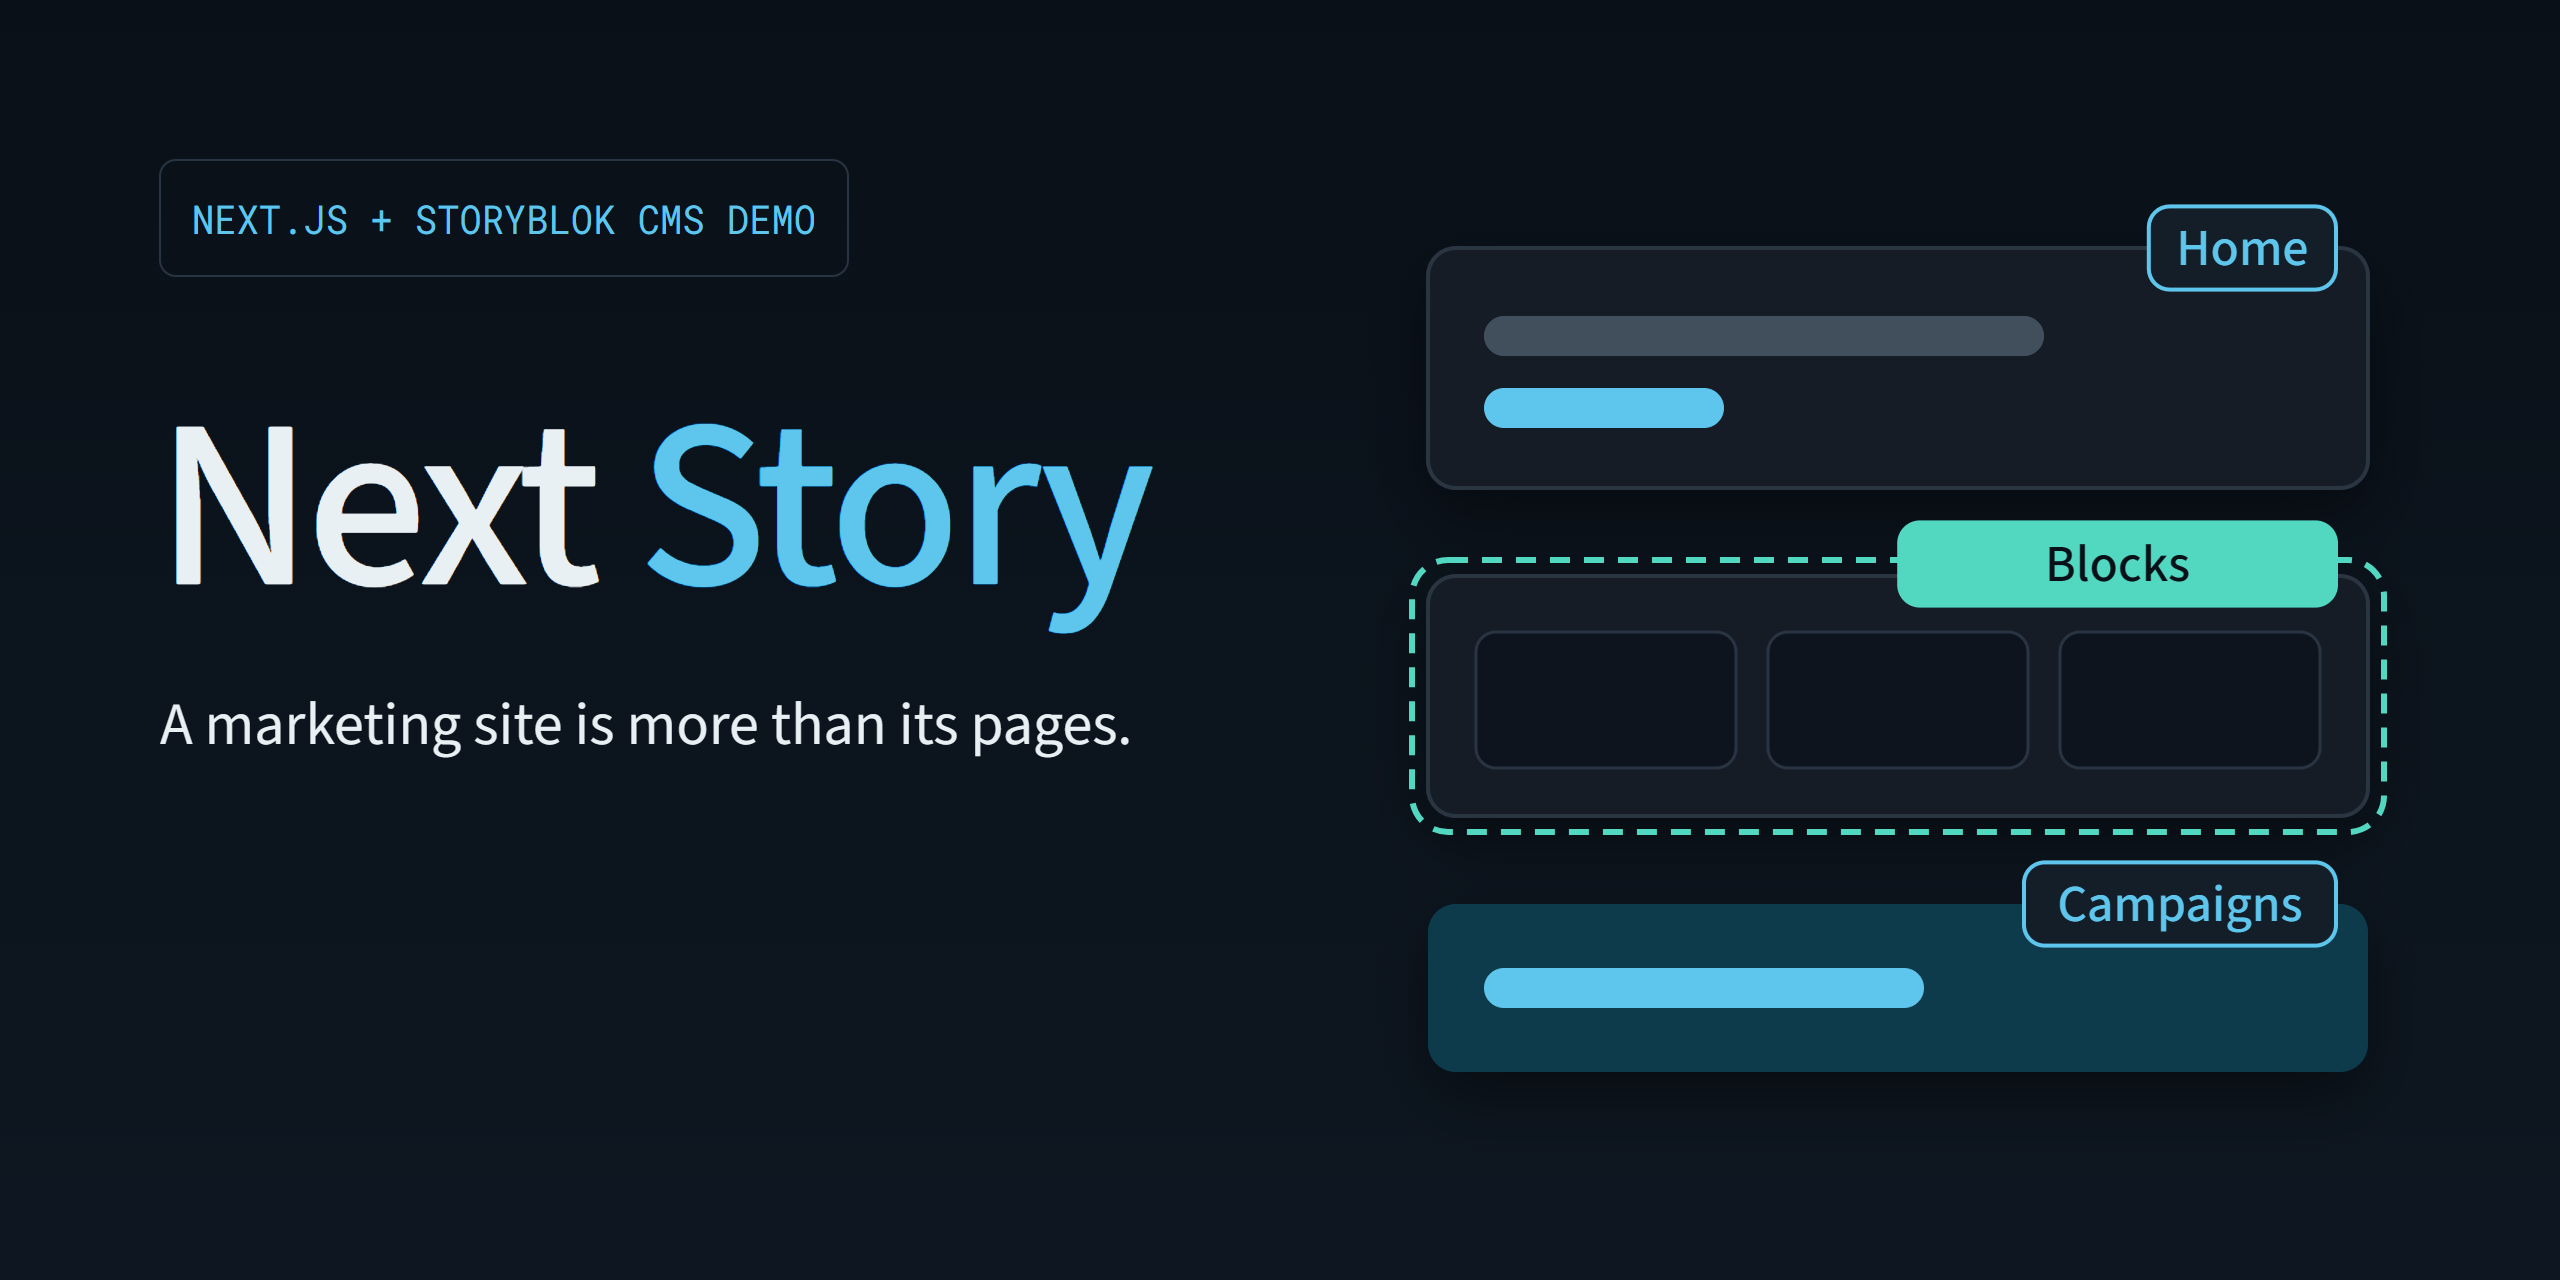 NEXT.JS + STORYBLOK CMS DEMO
Next Story
A marketing site is more than its pages.
Home
Blocks
Campaigns